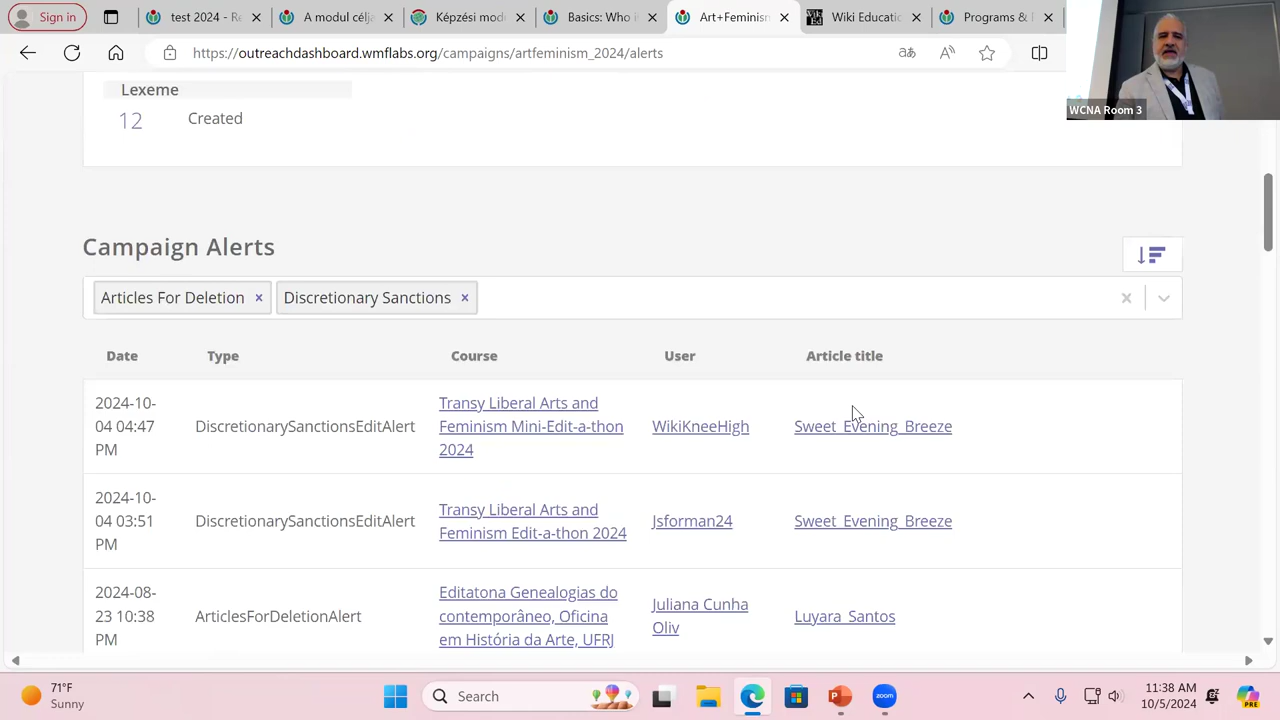 Sign in
test 2024 - Re
A modul célje
Képzési mod
Basics: Who i
Art+Feminism
Wiki Educatio
Programs & 
https://outreachdashboard.wmflabs.org/campaigns/artfeminism_2024/alerts
WCNA Room 3
Lexeme
12 Created
Campaign Alerts
Articles For Deletion × Discretionary Sanctions ×
Date Type Course User Article title
2024-10-
04 04:47
PM
DiscretionarySanctionsEditAlert
Transy Liberal Arts and
Feminism Mini-Edit-a-thon
2024
WikiKneeHigh
Sweet_Evening_Breeze
2024-10-
04 03:51
PM
DiscretionarySanctionsEditAlert
Transy Liberal Arts and
Feminism Edit-a-thon 2024
Jsforman24
Sweet_Evening_Breeze
2024-08-
23 10:38
PM
ArticlesForDeletionAlert
Editatona Genealogias do
contemporâneo, Oficina
em História da Arte, UFRJ
Juliana Cunha
Oliv
Luyara_Santos
71°F
Sunny
Search
zoom
11:38 AM
10/5/2024
PRE